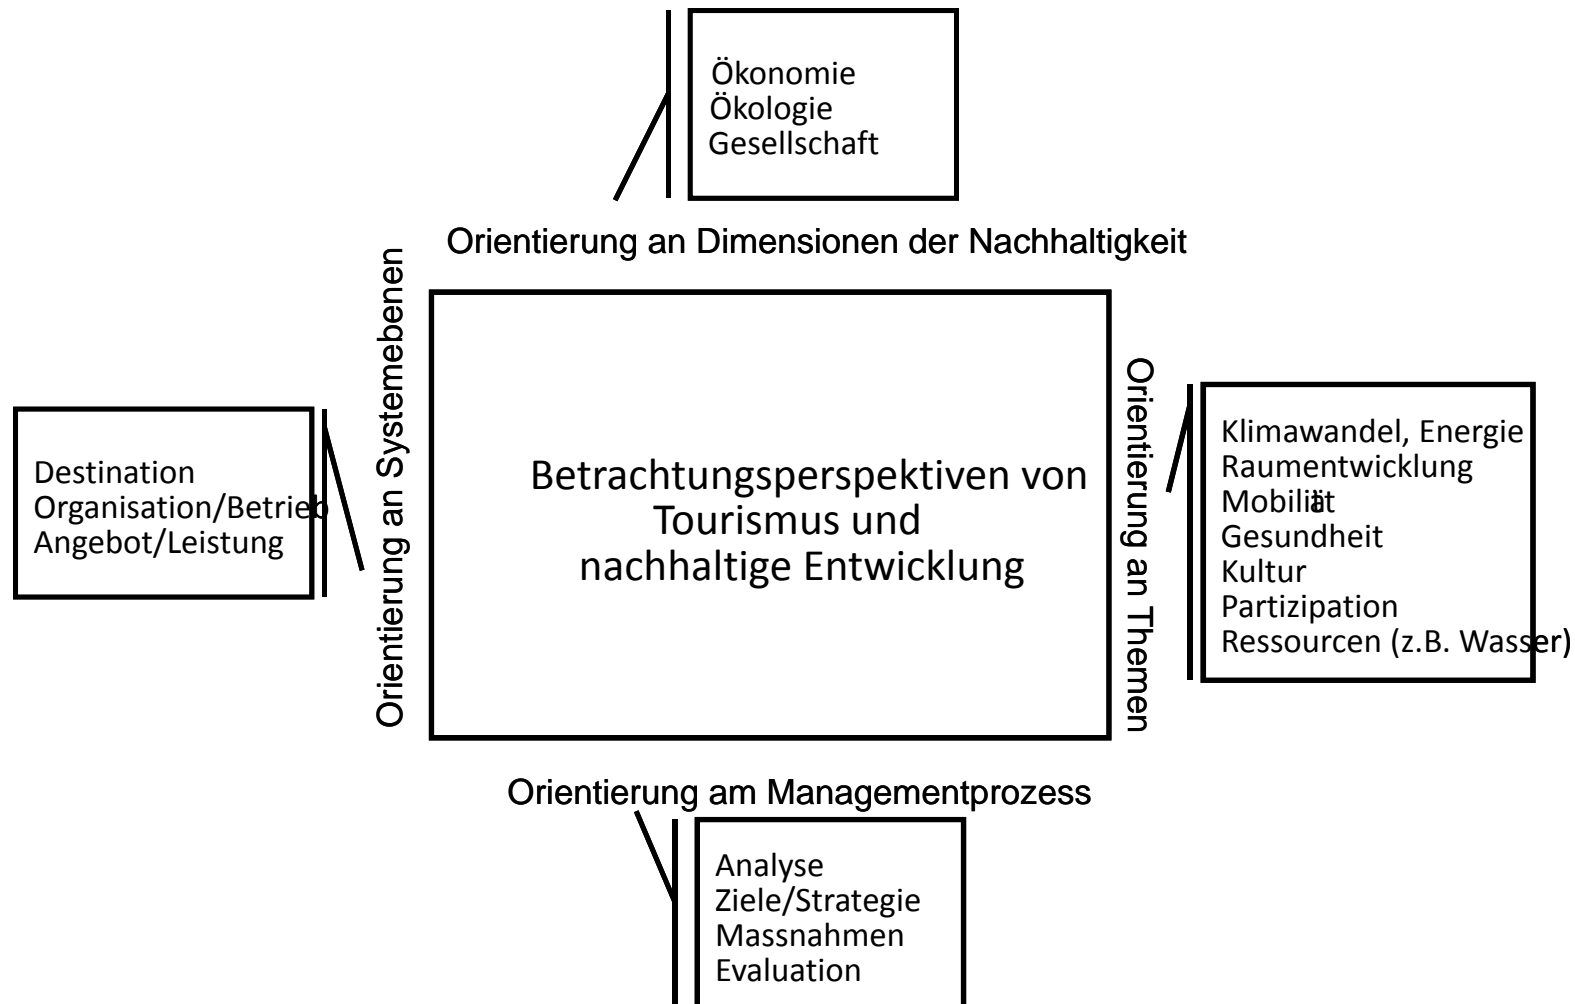 Ökonomie
Ökologie
Gesellschaft
Orientierung an Dimensionen der Nachhaltigkeit
Orientierung an Systemebenen
Destination
Organisation/Betrieb
Angebot/Leistung
Betrachtungsperspektiven von
Tourismus und
nachhaltige Entwicklung
Orientierung an Themen
Klimawandel, Energie
Raumentwicklung
Mobilität
Gesundheit
Kultur
Partizipation
Ressourcen (z.B. Wasser)
Orientierung am Managementprozess
Analyse
Ziele/Strategie
Massnahmen
Evaluation